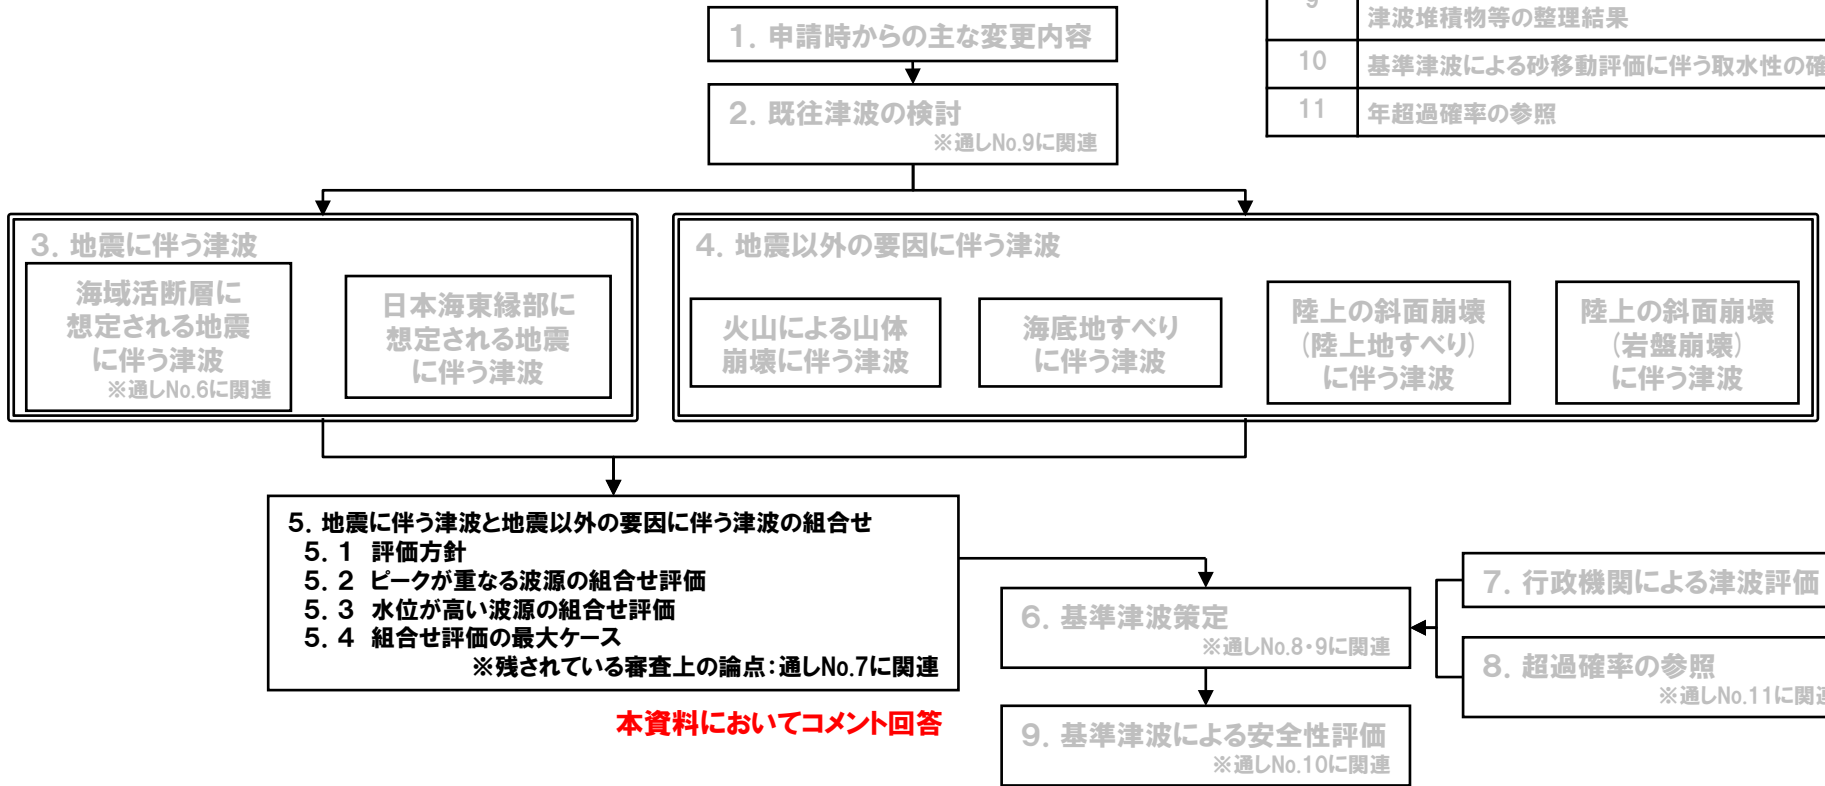 1. 申請時からの主な変更内容
2. 既往津波の検討
※通しNo.9に関連
9
津波堆積物等の整理結果
10
基準津波による砂移動評価に伴う取水性の確
11
年超過確率の参照
3. 地震に伴う津波
海域活断層に
想定される地震
に伴う津波
※通しNo.6に関連
日本海東縁部に
想定される地震
に伴う津波
4. 地震以外の要因に伴う津波
火山による山体
崩壊に伴う津波
海底地すべり
に伴う津波
陸上の斜面崩壊
(陸上地すべり)
に伴う津波
陸上の斜面崩壊
(岩盤崩壊)
に伴う津波
5. 地震に伴う津波と地震以外の要因に伴う津波の組合せ
5. 1 評価方針
5. 2 ピークが重なる波源の組合せ評価
5. 3 水位が高い波源の組合せ評価
5. 4 組合せ評価の最大ケース
※残されている審査上の論点:通しNo.7に関連
本資料においてコメント回答
6. 基準津波策定
※通しNo.8・9に関連
7. 行政機関による津波評価
8. 超過確率の参照
※通しNo.11に関連
9. 基準津波による安全性評価
※通しNo.10に関連